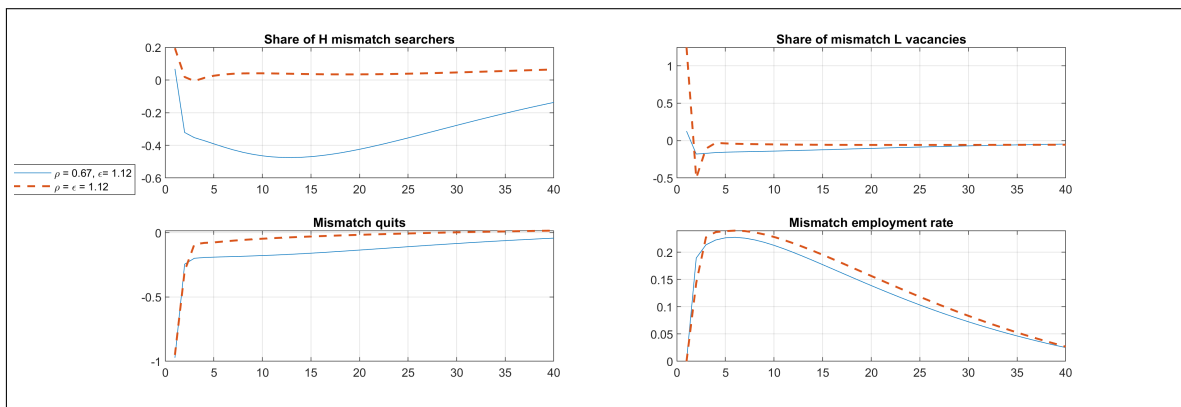 Share of H mismatch searchers
0.2
0
-0.2
-0.4
-0.6
0 5 10 15 20 25 30 35 40
Share of mismatch L vacancies
1
0.5
0
-0.5
0 5 10 15 20 25 30 35 40
ρ = 0.67, ϵ= 1.12
ρ = ϵ = 1.12
Mismatch quits
0
-0.5
-1
0 5 10 15 20 25 30 35 40
Mismatch employment rate
0.2
0.15
0.1
0.05
0
0 5 10 15 20 25 30 35 40